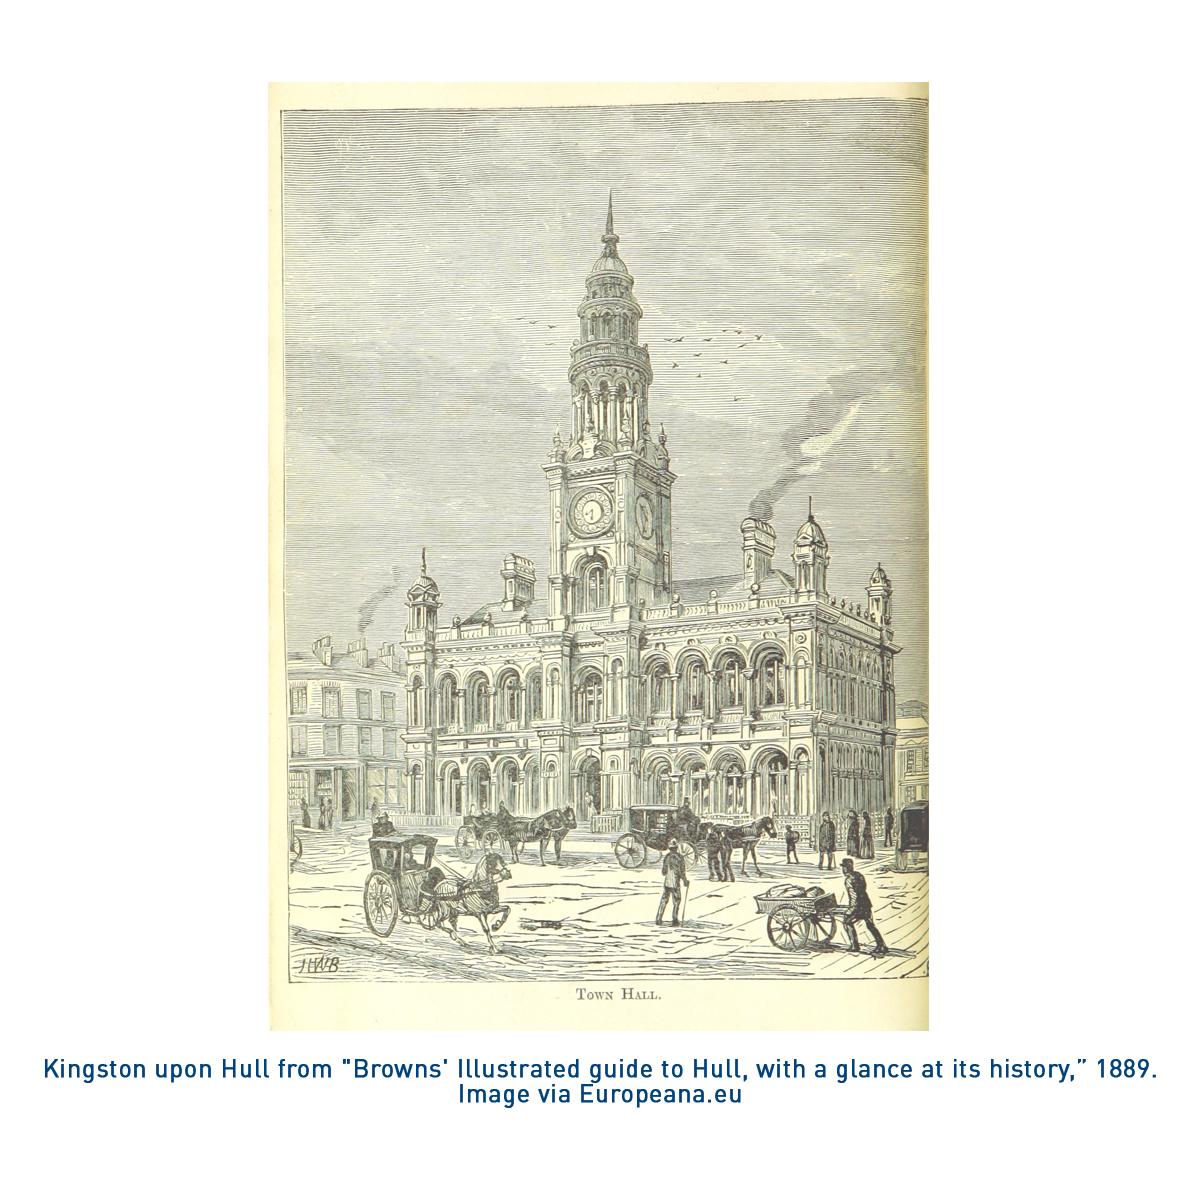 JHWB
TOWN HALL.
Kingston upon Hull from "Browns' Illustrated guide to Hull, with a glance at its history,” 1889.
Image via Europeana.eu